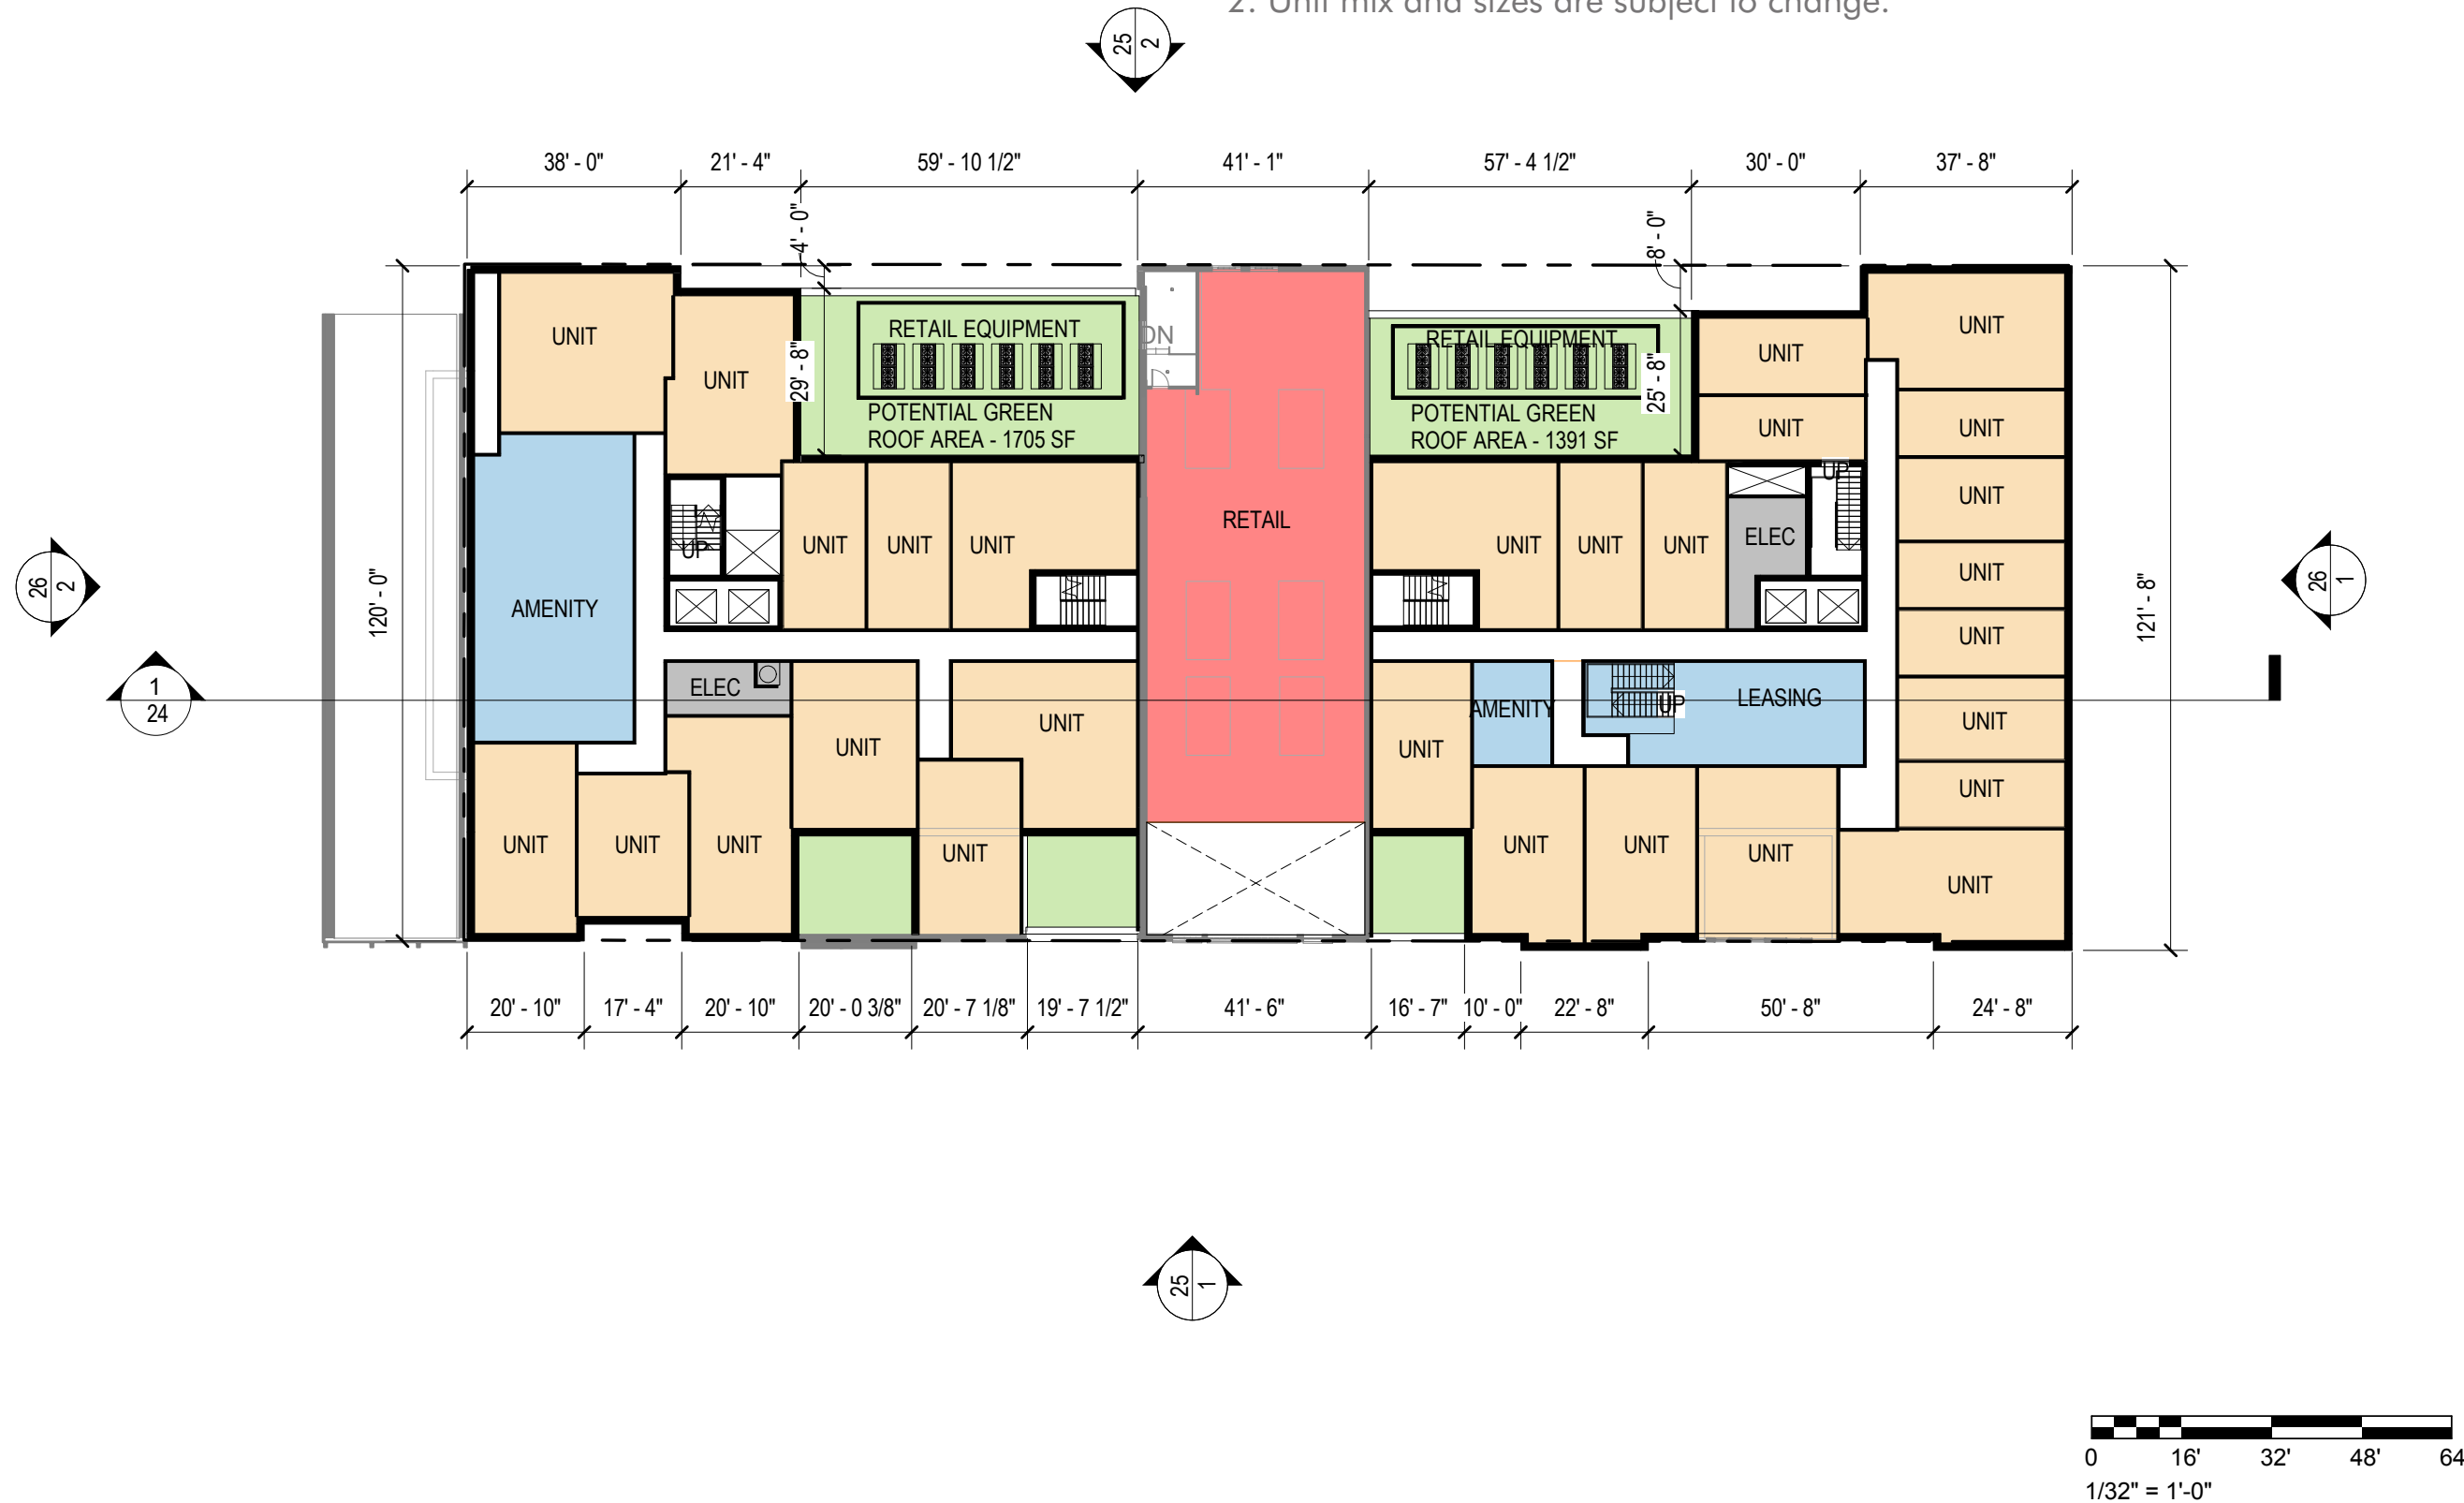 2. Unit mix and sizes are subject to change.
25
2
38' - 0"
21' - 4"
59' - 10 1/2"
41' - 1"
57' - 4 1/2"
30' - 0"
37' - 8"
4' - 0"
8' - 0"
UNIT
UNIT
29' - 8"
RETAIL EQUIPMENT
POTENTIAL GREEN
ROOF AREA - 1705 SF
DN
RETAIL EQUIPMENT
POTENTIAL GREEN
ROOF AREA - 1391 SF
25' - 8"
UNIT
UNIT
UNIT
UNIT
UNIT
UP
UP
UNIT
UNIT
UNIT
RETAIL
UNIT
UNIT
UNIT
ELEC
UNIT
26
2
120' - 0"
AMENITY
UNIT
121' - 8"
26
1
1
24
ELEC
UNIT
UNIT
UNIT
AMENITY
UP
LEASING
UNIT
UNIT
UNIT
UNIT
UNIT
UNIT
UNIT
UNIT
UNIT
UNIT
20' - 10"
17' - 4"
20' - 10"
20' - 0 3/8"
20' - 7 1/8"
19' - 7 1/2"
41' - 6"
16' - 7"
10' - 0"
22' - 8"
50' - 8"
24' - 8"
25
1
0
16'
32'
48'
64
1/32" = 1'-0"